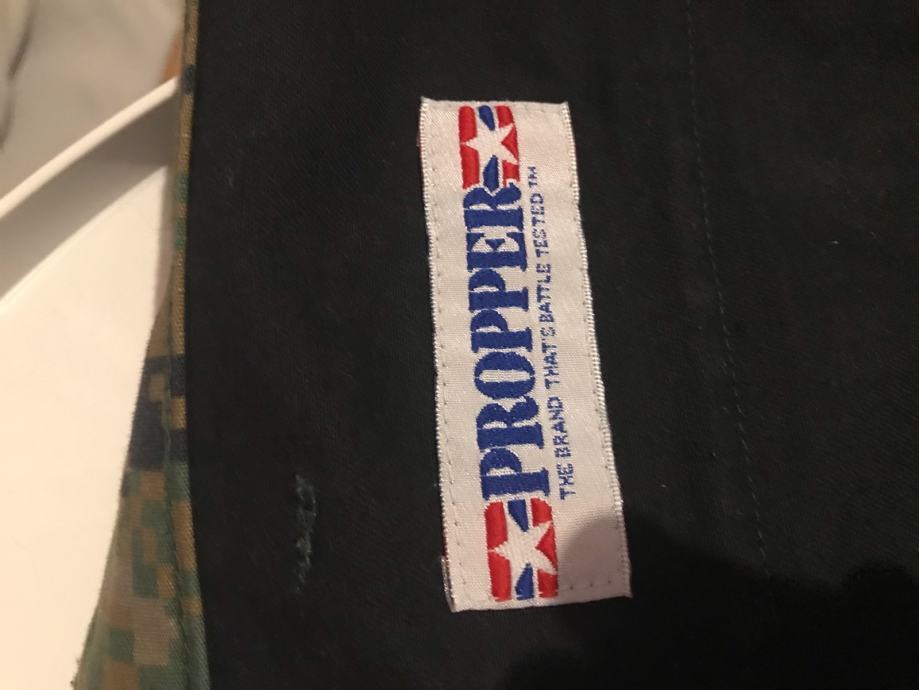 PROPPER
THE BRAND THAT'S BATTLE TESTED™